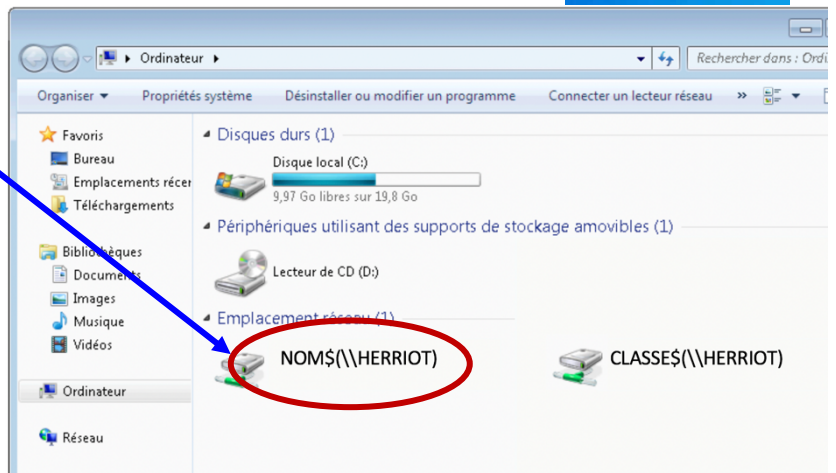 Ordinateur
Rechercher dans : Ordi
Organiser
Propriétés système
Désinstaller ou modifier un programme
Connecter un lecteur réseau
»
Favoris
Bureau
Emplacements récer
Téléchargements
Bibliothèques
Documents
Images
Musique
Vidéos
Ordinateur
Réseau
Disques durs (1)
Disque local (C:)
9,97 Go libres sur 19,8 Go
Périphériques utilisant des supports de stockage amovibles (1)
Lecteur de CD (D:)
Emplacement réseau (1)
NOM$(\\HERRIOT)
CLASSE$(\\HERRIOT)